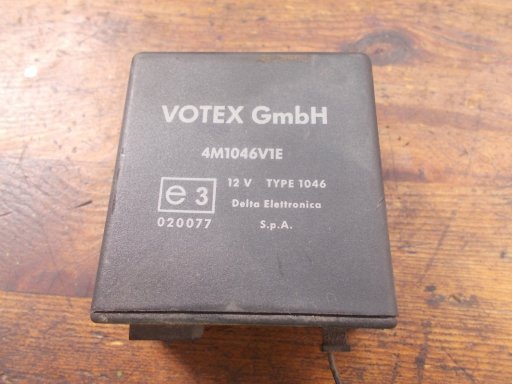 VOTEX GmbH
4M1046V1E
e 3 12 V TYPE 1046
Delta Elettronica
020077 S.p.A.